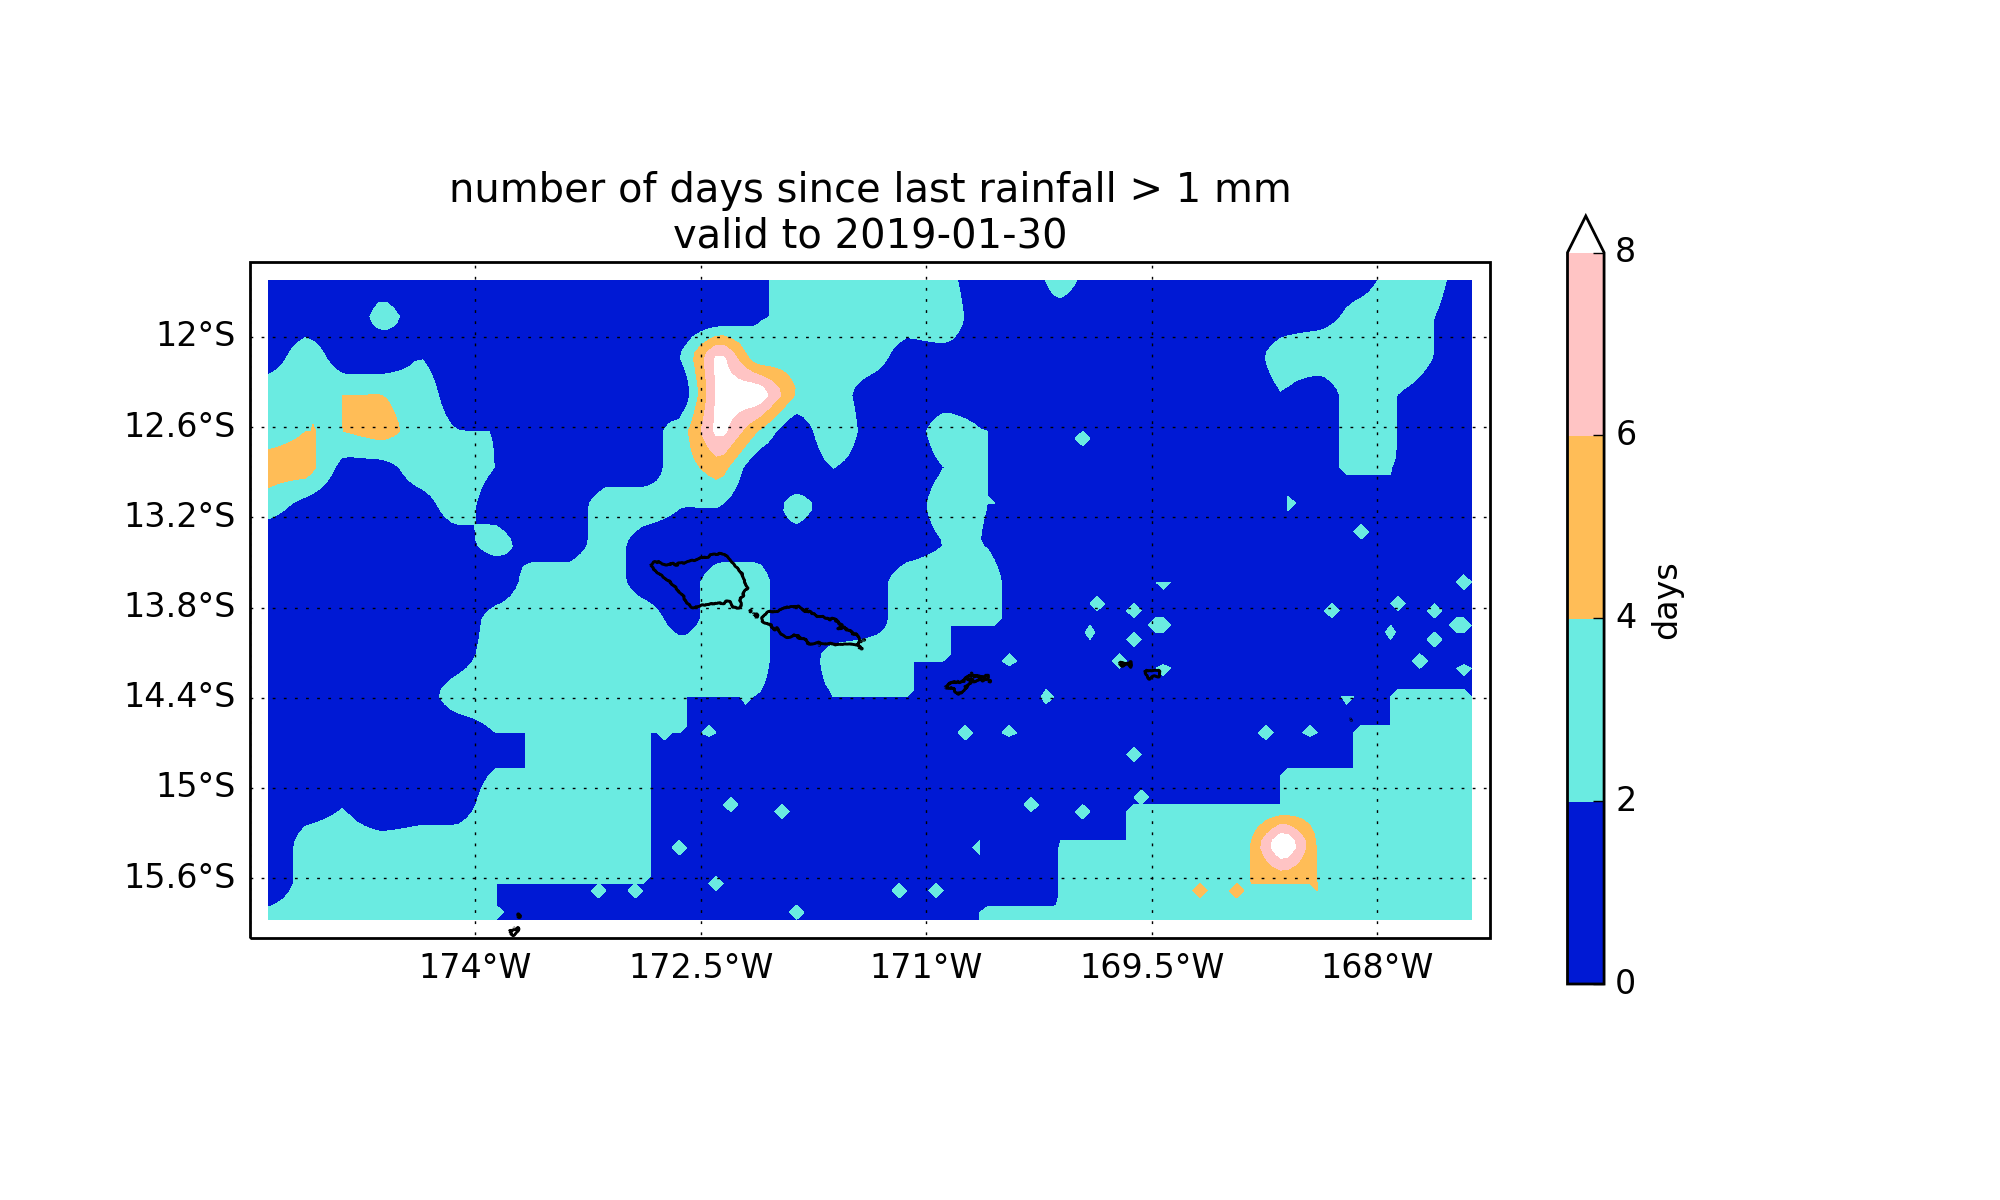 number of days since last rainfall > 1 mm
valid to 2019-01-30
12°S
12.6°S
13.2°S
13.8°S
14.4°S
15°S
15.6°S
174°W
172.5°W
171°W
169.5°W
168°W
8
6
4
2
0
days